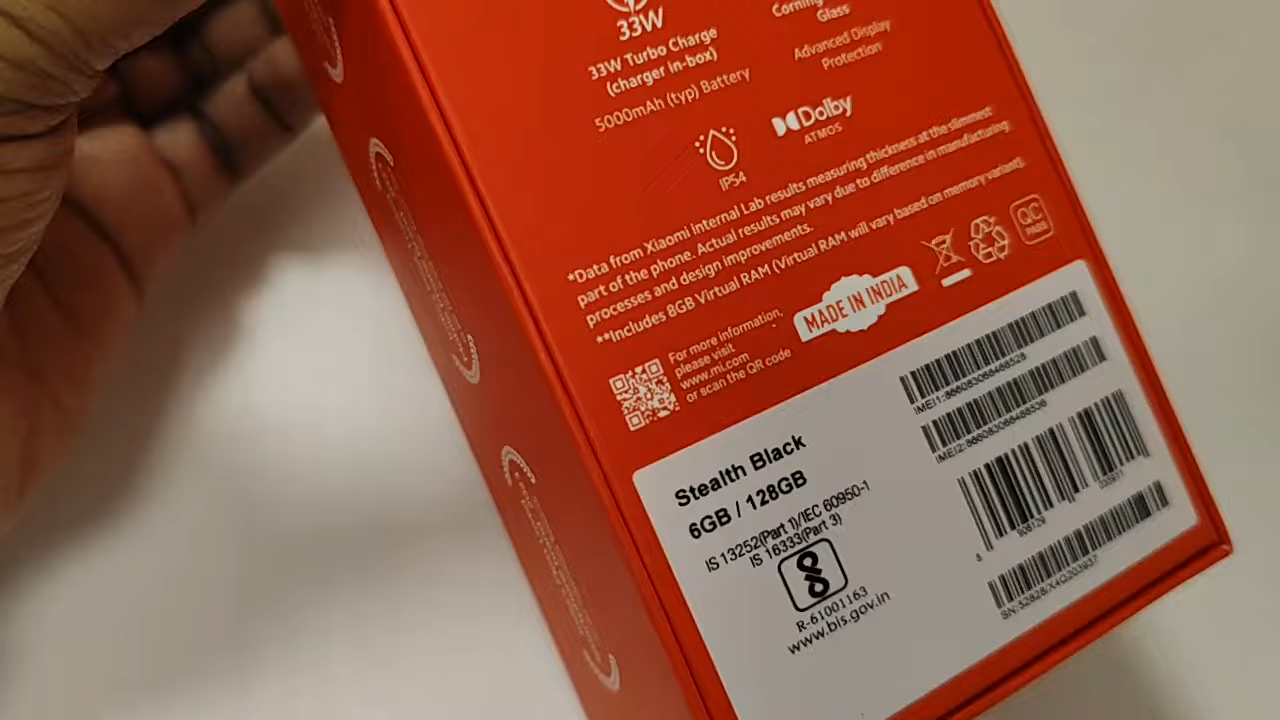 33W
33W Turbo Charge
(charger in-box)
5000mAh (typ) Battery
Corning
Glass
Advanced Display
Protection
IP54
Dolby
ATMOS
*Data from Xiaomi Internal Lab results measuring thickness at the slimmest
part of the phone. Actual results may vary due to difference in manufacturing
processes and design improvements.
**Includes 8GB Virtual RAM (Virtual RAM will vary based on memory variant).
For more information,
please visit
www.mi.com
or scan the QR code
MADE IN INDIA
QC
PASS
Stealth Black
6GB / 128GB
IS 13252(Part 1)/IEC 60950-1
IS 16333(Part 3)
R-61001163
www.bis.gov.in
IMEI1:
IMEI2:
SN: